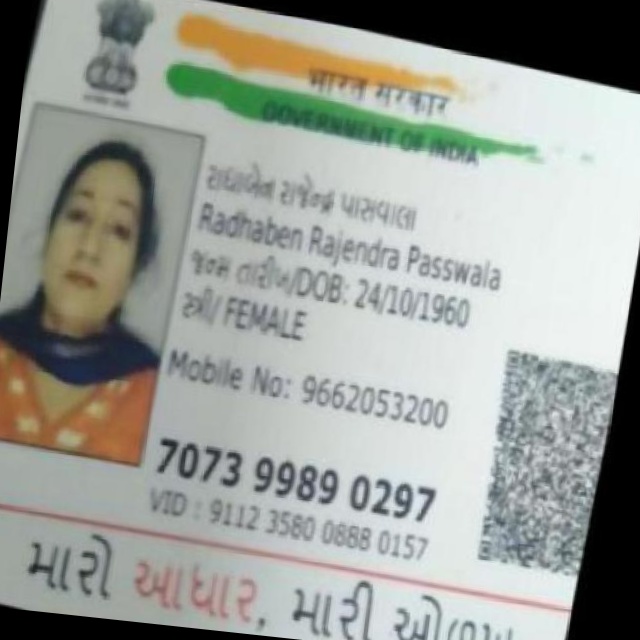 भारत सरकार
GOVERNMENT OF INDIA
રાધાબેન રાજેન્દ્ર પાસવાલા
Radhaben Rajendra Passwala
જન્મ તારીખ/DOB: 24/10/1960
સ્ત્રી/ FEMALE
Mobile No: 9662053200
7073 9989 0297
VID : 9112 3580 0888 0157
મારો આધાર, મારી ઓળખ